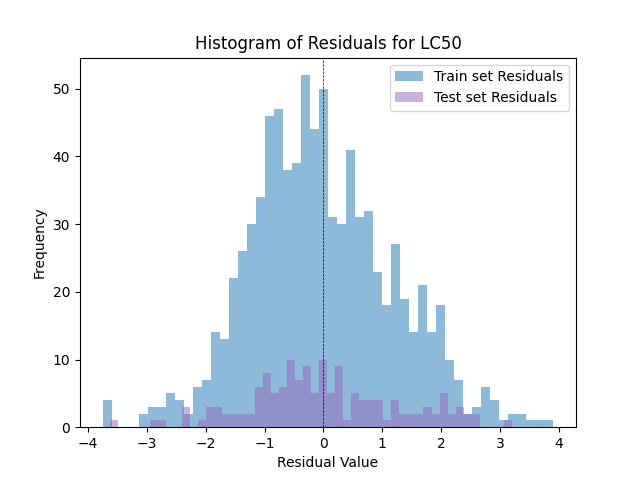 Histogram of Residuals for LC50
Train set Residuals
Test set Residuals
Frequency
50
40
30
20
10
0
−4 −3 −2 −1 0 1 2 3 4
Residual Value